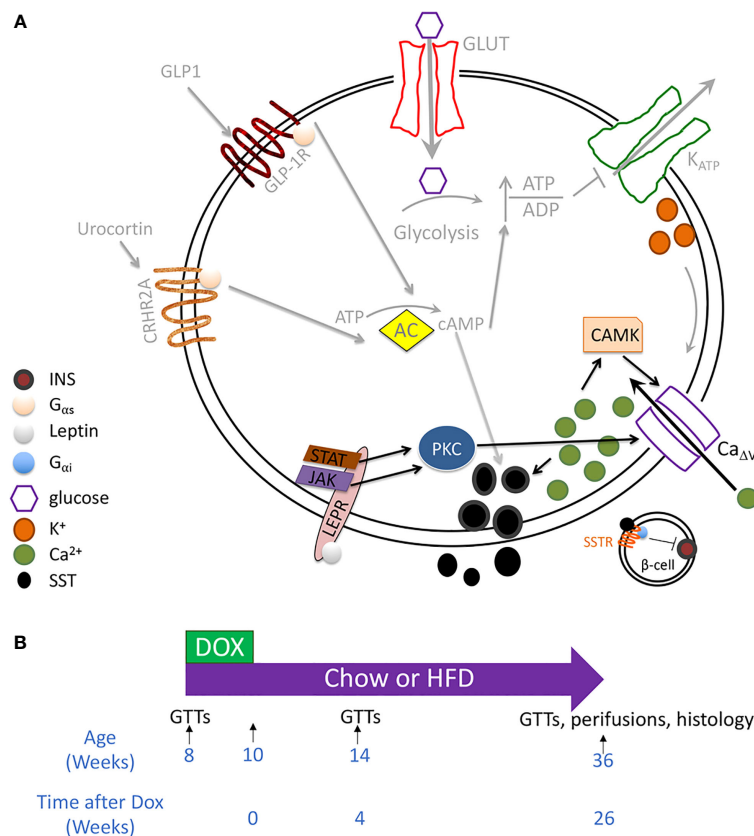 A
GLUT
GLP1
GLP-1R
K_ATP
ATP
ADP
Glycolysis
Urocortin
CRHR2A
ATP
AC
cAMP
CAMK
INS
Gαs
Leptin
Gαi
glucose
K⁺
Ca²⁺
SST
STAT
JAK
LEPR
PKC
Ca_ΔV
SSTR
β-cell
B
DOX
Chow or HFD
GTTs
GTTs
GTTs, perifusions, histology
Age
(Weeks)
8
10
14
36
Time after Dox
(Weeks)
0
4
26